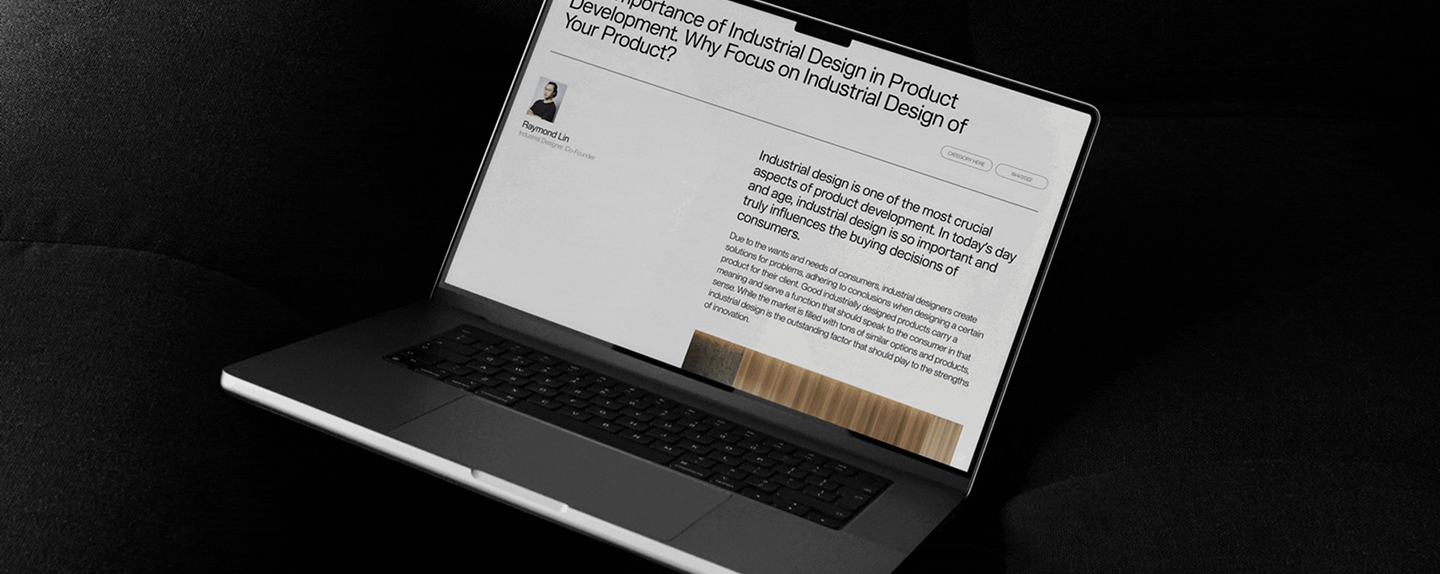 mportance of Industrial Design in Product
Development. Why Focus on Industrial Design of
Your Product?
Raymond Lin
Industrial Designer, Co-Founder
CATEGORY HERE
Industrial design is one of the most crucial
aspects of product development. In today's day
and age, industrial design is so important and
truly influences the buying decisions of
consumers.
Due to the wants and needs of consumers, industrial designers create
solutions for problems, adhering to conclusions when designing a certain
product for their client. Good industrially designed products carry a
meaning and serve a function that should speak to the consumer in that
sense. While the market is filled with tons of similar options and products,
industrial design is the outstanding factor that should play to the strengths
of innovation.